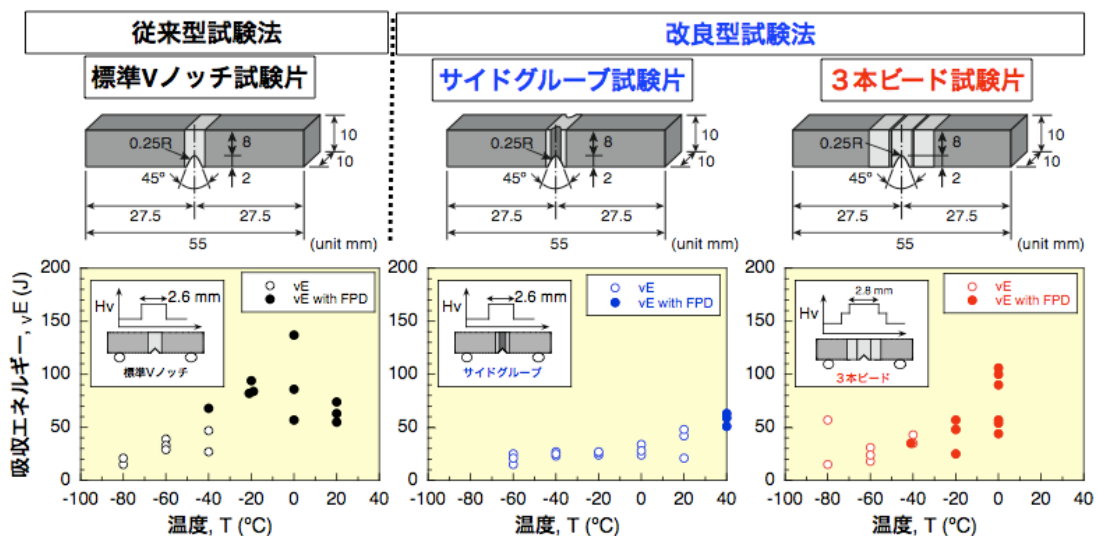 従来型試験法
改良型試験法
標準Vノッチ試験片
サイドグルーブ試験片
3本ビード試験片
0.25R
8
10
10
45º
2
27.5
27.5
55
(unit mm)
0.25R
8
10
10
45º
2
27.5
27.5
55
(unit mm)
0.25R
8
10
10
45º
2
27.5
27.5
55
(unit mm)
吸収エネルギー, vE (J)
200
150
100
50
0
Hv
2.6 mm
標準Vノッチ
vE
vE with FPD
-100 -80 -60 -40 -20 0 20 40
温度, T (ºC)
200
150
100
50
0
Hv
2.6 mm
サイドグルーブ
vE
vE with FPD
-100 -80 -60 -40 -20 0 20 40
温度, T (ºC)
200
150
100
50
0
Hv
2.8 mm
3本ビード
vE
vE with FPD
-100 -80 -60 -40 -20 0 20 40
温度, T (ºC)